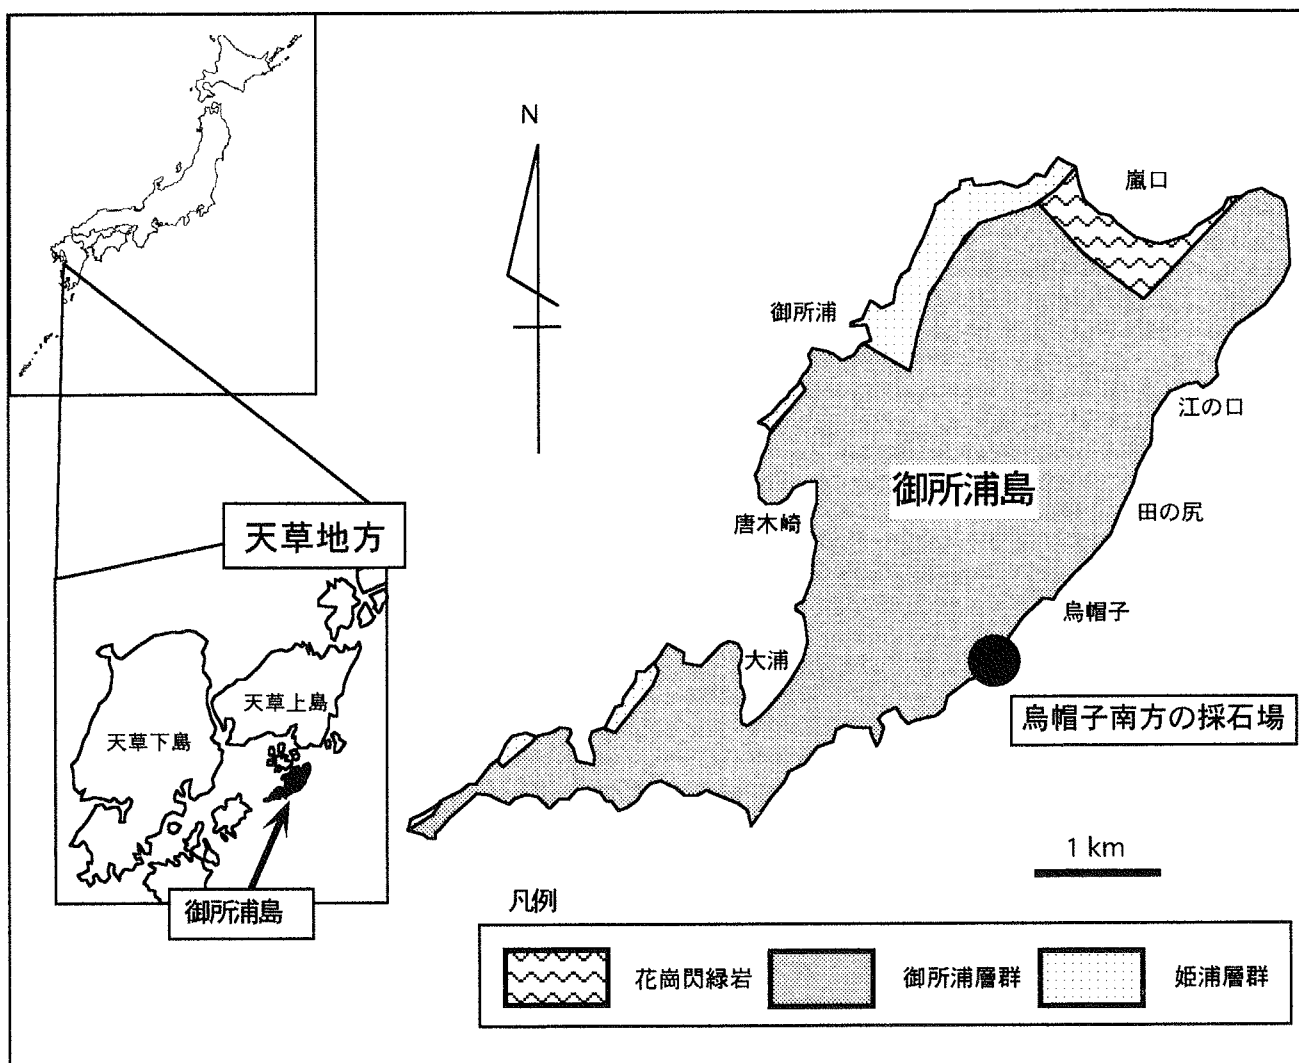 N
嵐口
御所浦
江の口
御所浦島
田の尻
唐木崎
天草地方
烏帽子
大浦
天草上島
烏帽子南方の採石場
天草下島
1 km
御所浦島
凡例
花崗閃緑岩
御所浦層群
姫浦層群